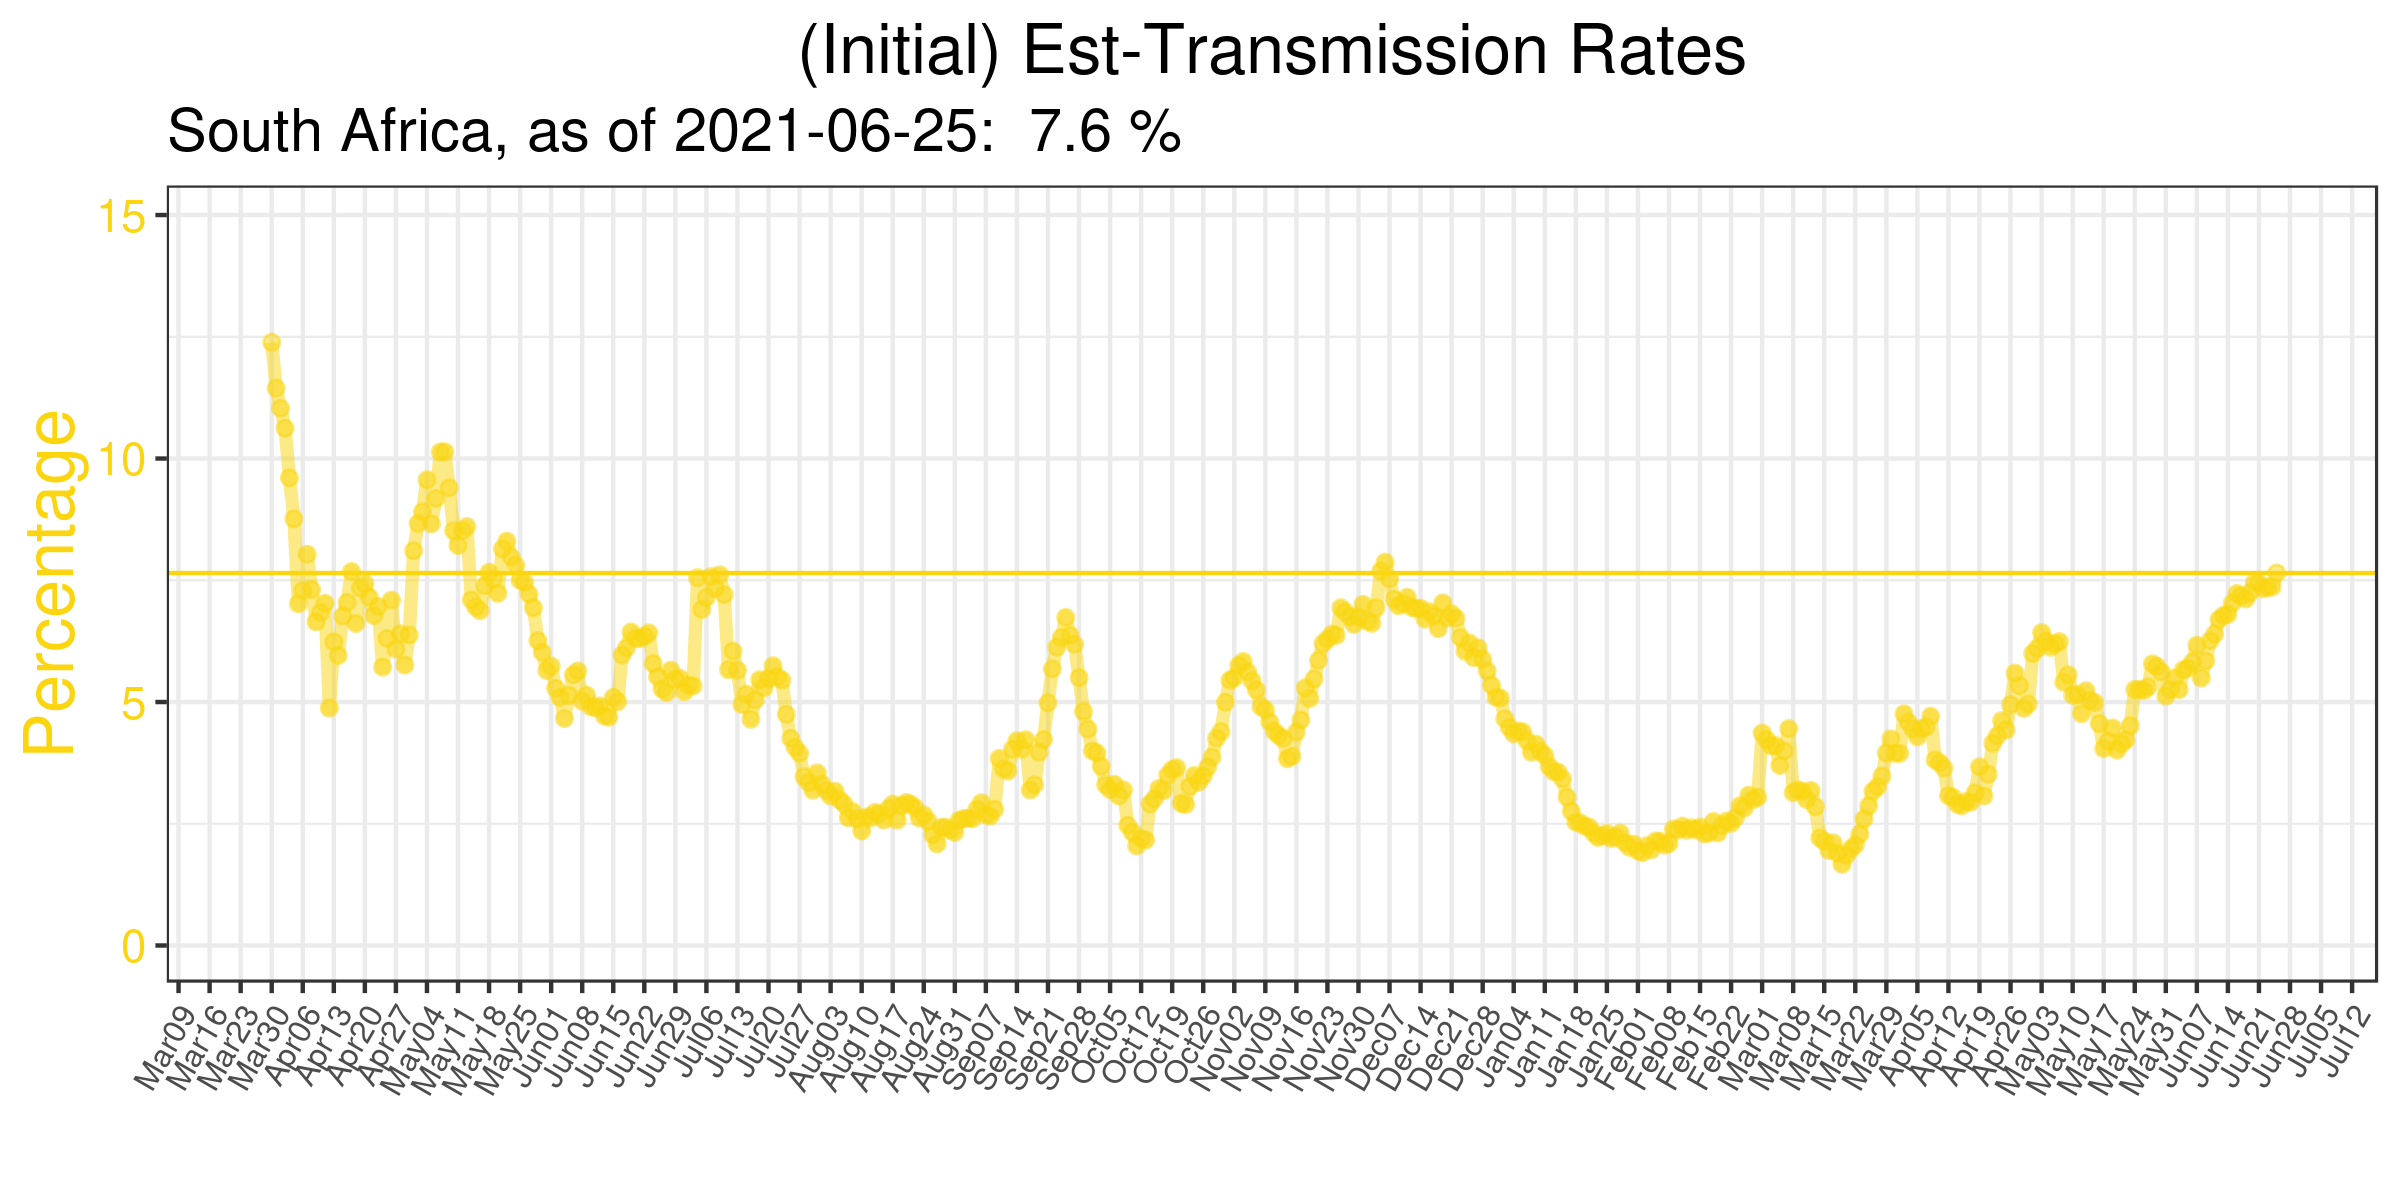 (Initial) Est-Transmission Rates
South Africa, as of 2021-06-25:  7.6 %
Percentage
15
10
5
0
Mar09 Mar16 Mar23 Mar30 Apr06 Apr13 Apr20 Apr27 May04 May11 May18 May25 Jun01 Jun08 Jun15 Jun22 Jun29 Jul06 Jul13 Jul20 Jul27 Aug03 Aug10 Aug17 Aug24 Aug31 Sep07 Sep14 Sep21 Sep28 Oct05 Oct12 Oct19 Oct26 Nov02 Nov09 Nov16 Nov23 Nov30 Dec07 Dec14 Dec21 Dec28 Jan04 Jan11 Jan18 Jan25 Feb01 Feb08 Feb15 Feb22 Mar01 Mar08 Mar15 Mar22 Mar29 Apr05 Apr12 Apr19 Apr26 May03 May10 May17 May24 May31 Jun07 Jun14 Jun21 Jun28 Jul05 Jul12